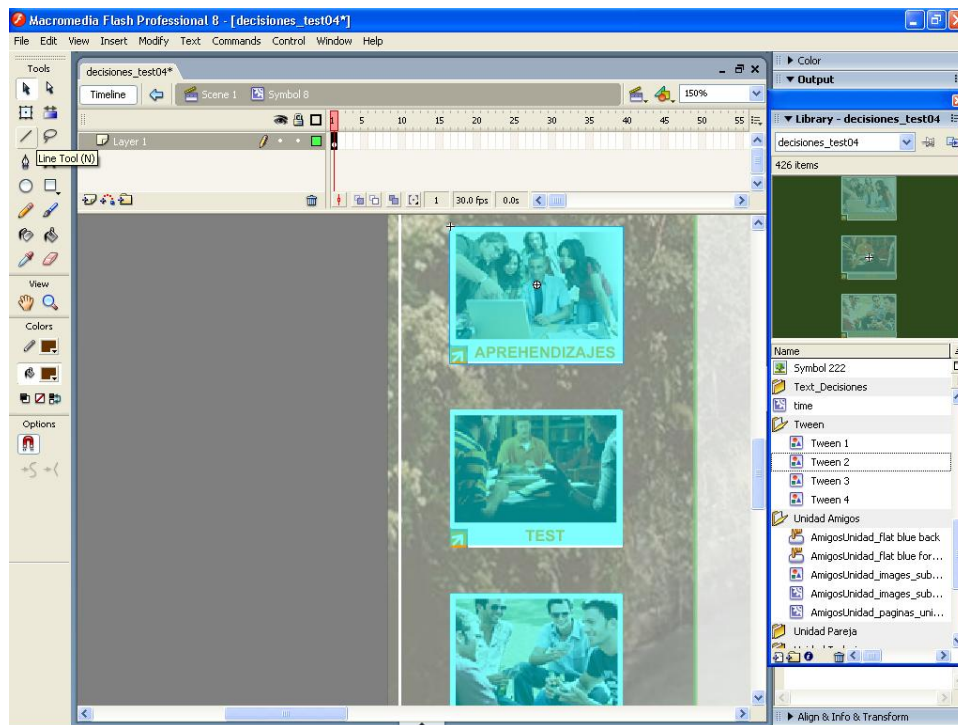 Macromedia Flash Professional 8 - [decisiones_test04*]
File Edit View Insert Modify Text Commands Control Window Help
Tools
decisiones_test04*
Timeline Scene 1 Symbol 8 150%
1 5 10 15 20 25 30 35 40 45 50 55
Layer 1
Line Tool (N)
1 30.0 fps 0.0s
View
Colors
Options
APREHENDIZAJES
TEST
Color
Output
Library - decisiones_test04
decisiones_test04
426 items
Name
Symbol 222
Text_Decisiones
time
Tween
Tween 1
Tween 2
Tween 3
Tween 4
Unidad Amigos
AmigosUnidad_flat blue back
AmigosUnidad_flat blue for...
AmigosUnidad_images_sub...
AmigosUnidad_images_sub...
AmigosUnidad_paginas_uni...
Unidad Pareja
Align & Info & Transform